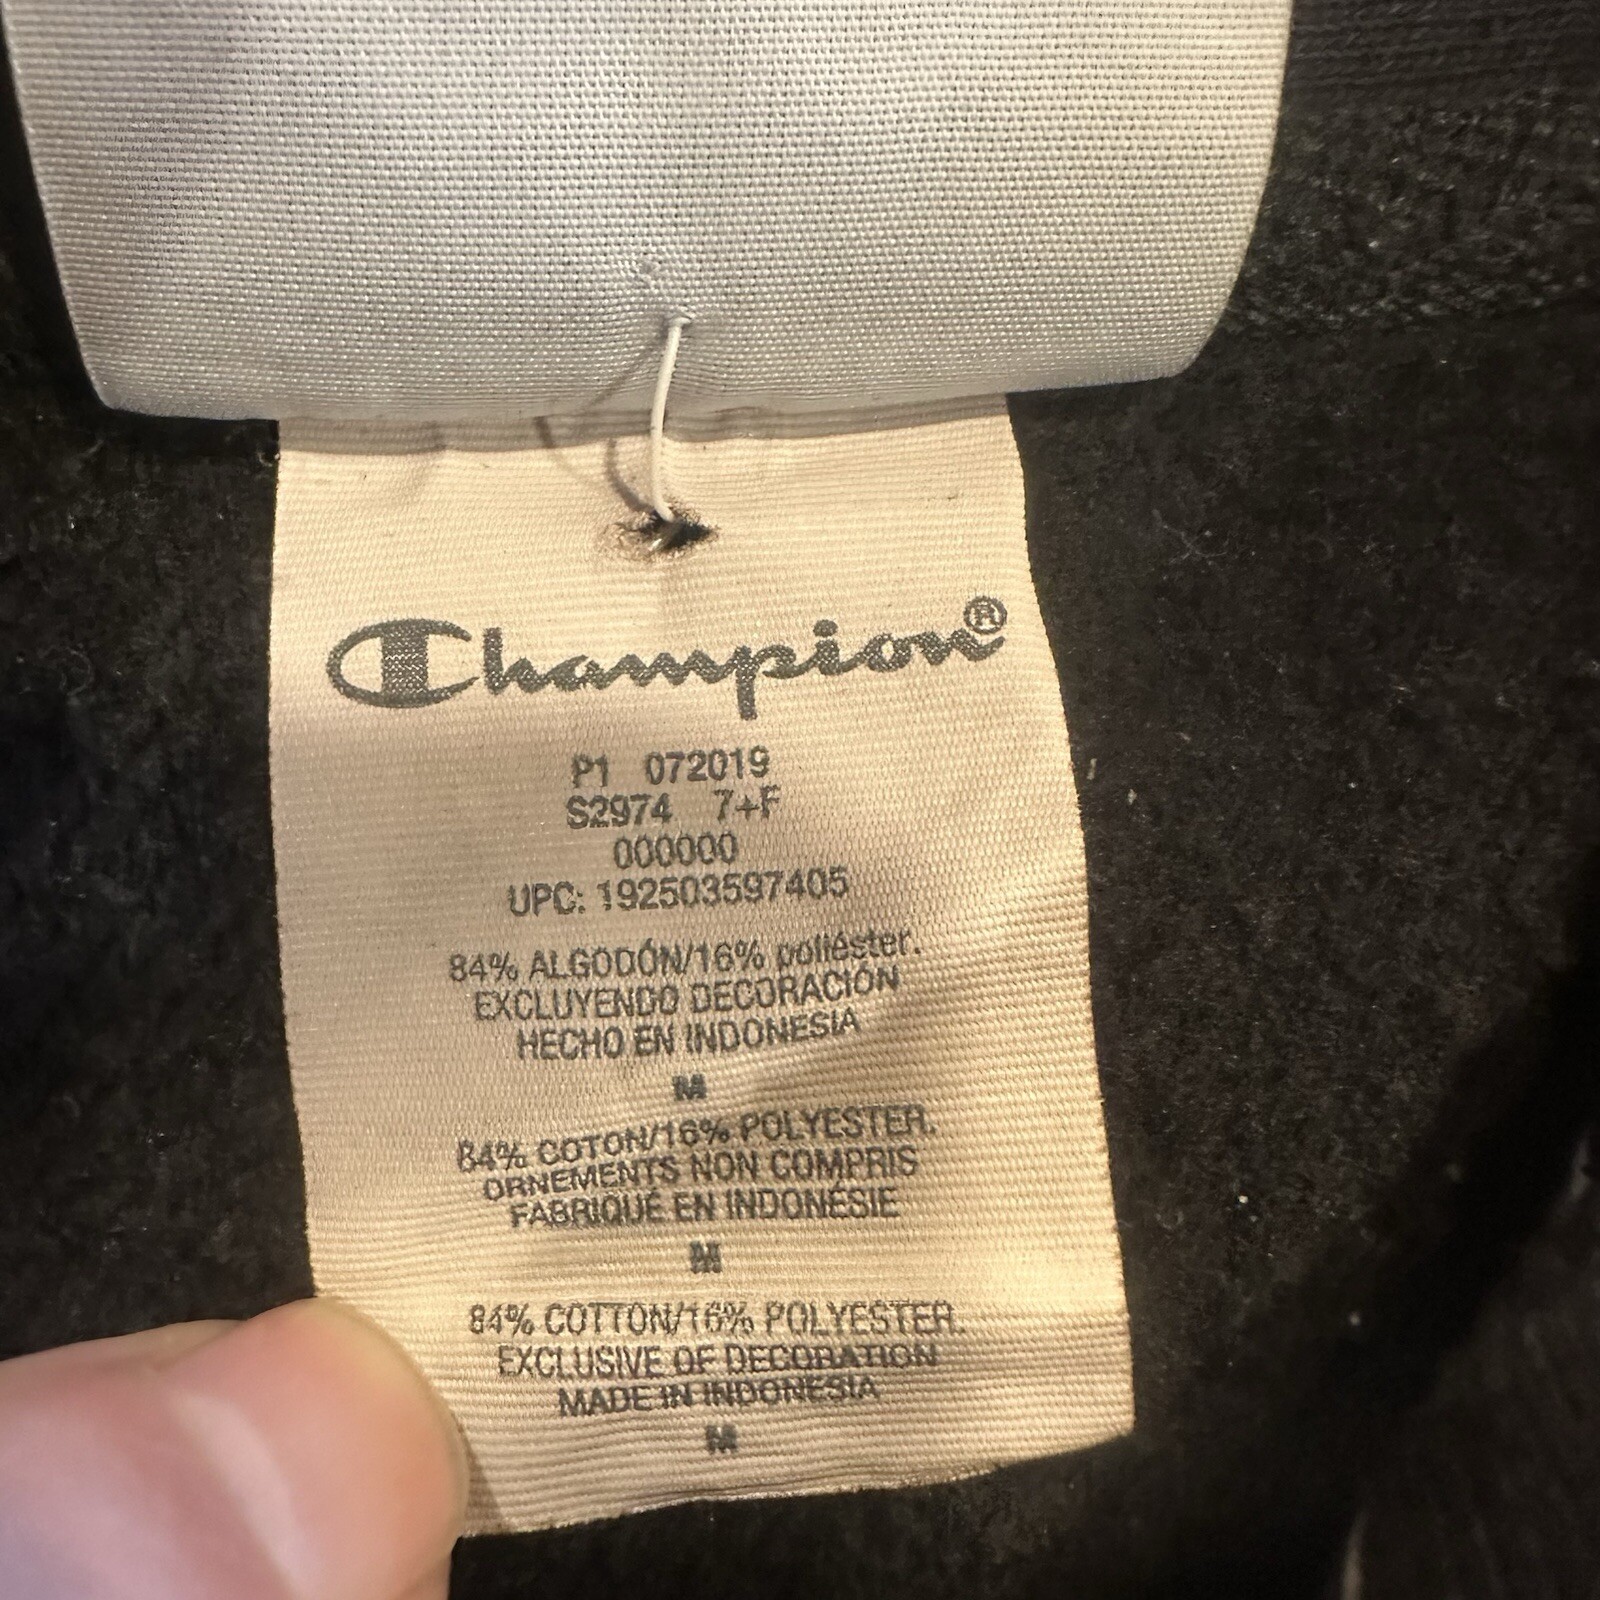 Champion®
P1 072019
S2974 7+F
000000
UPC: 192503597405
84% ALGODÓN/16% poliéster.
EXCLUYENDO DECORACIÓN
HECHO EN INDONESIA
M
84% COTON/16% POLYESTER.
ORNEMENTS NON COMPRIS
FABRIQUÉ EN INDONÉSIE
M
84% COTTON/16% POLYESTER.
EXCLUSIVE OF DECORATION
MADE IN INDONESIA
M